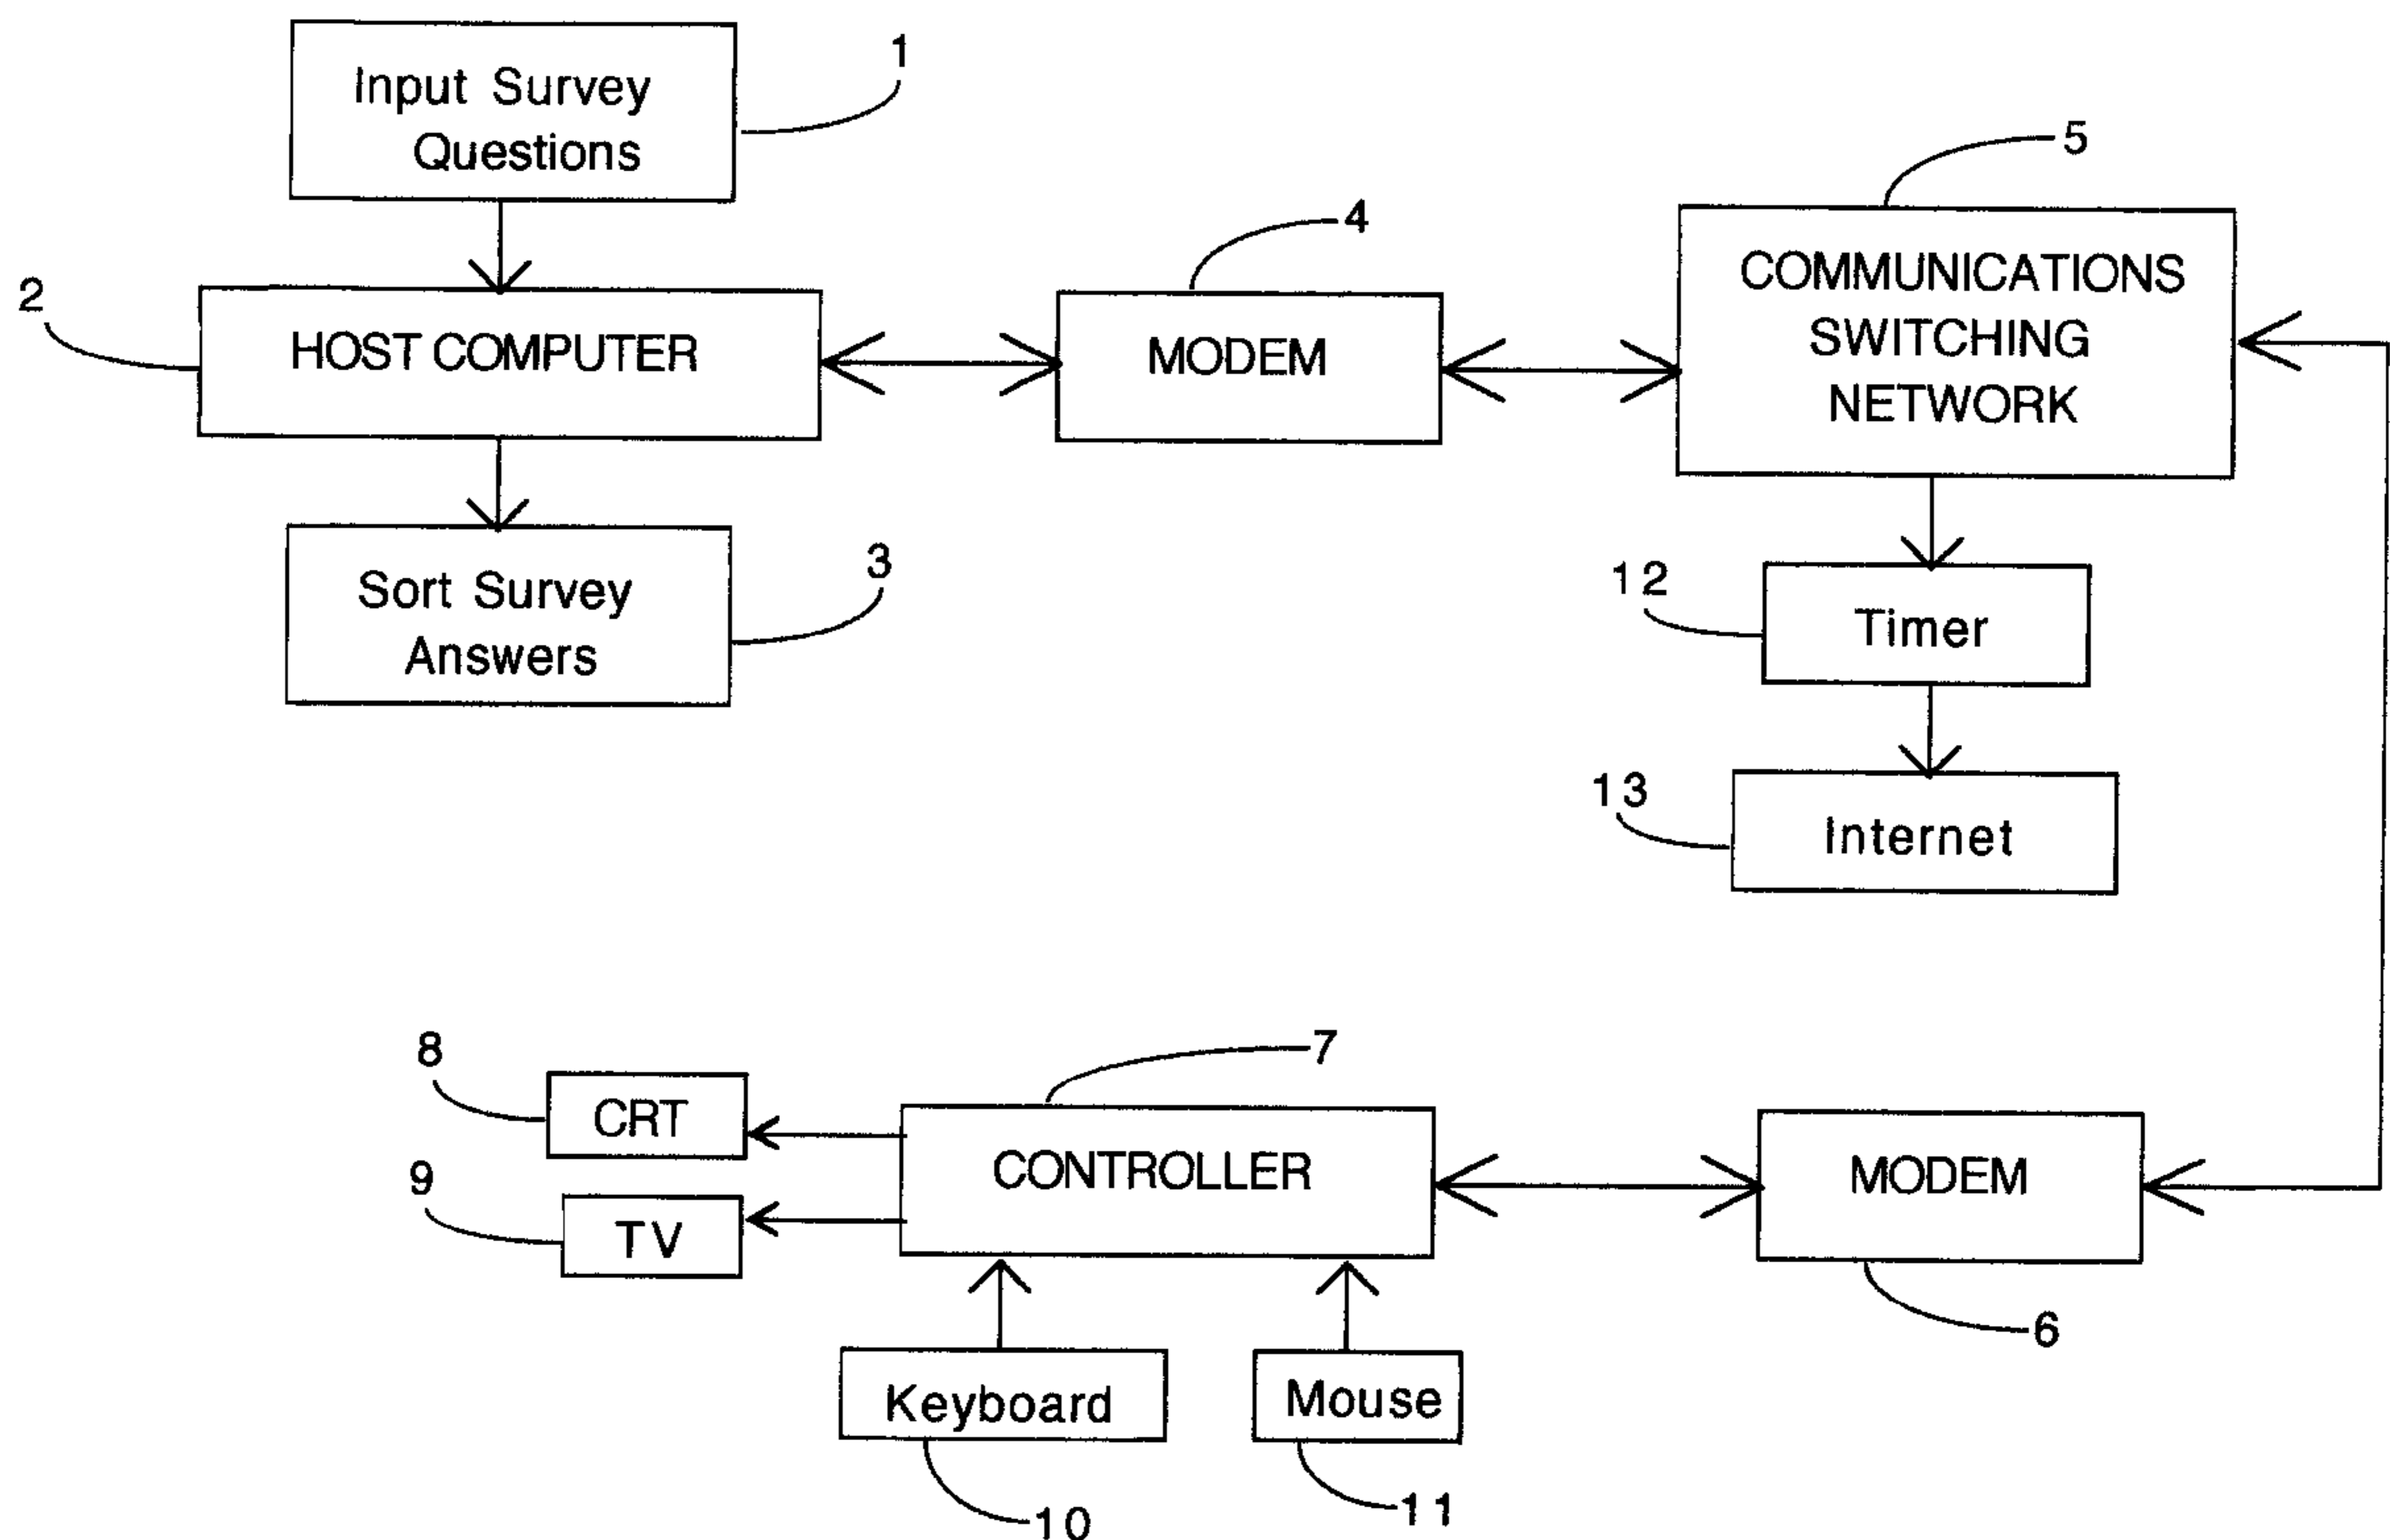 1
Input Survey
Questions
5
4
2
HOST COMPUTER
MODEM
COMMUNICATIONS
SWITCHING
NETWORK
3
Sort Survey
Answers
12
Timer
13
Internet
8
CRT
7
9
TV
CONTROLLER
MODEM
6
Keyboard
Mouse
10
11